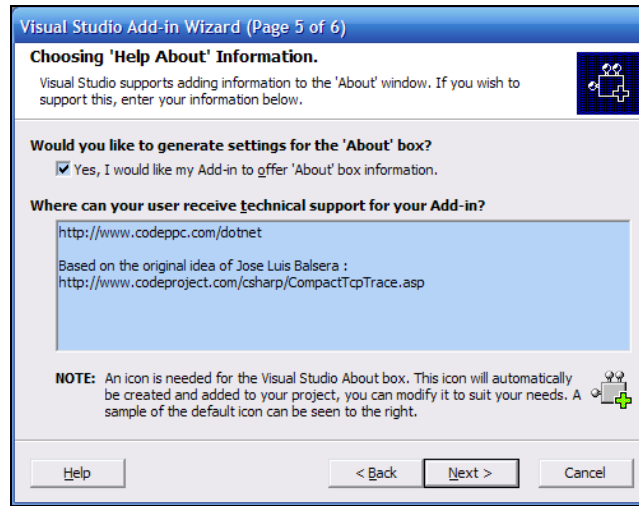 Visual Studio Add-in Wizard (Page 5 of 6)
Choosing 'Help About' Information.
Visual Studio supports adding information to the 'About' window. If you wish to
support this, enter your information below.
Would you like to generate settings for the 'About' box?
Yes, I would like my Add-in to offer 'About' box information.
Where can your user receive technical support for your Add-in?
http://www.codeppc.com/dotnet
Based on the original idea of Jose Luis Balsera :
http://www.codeproject.com/csharp/CompactTcpTrace.asp
NOTE: An icon is needed for the Visual Studio About box. This icon will automatically
be created and added to your project, you can modify it to suit your needs. A
sample of the default icon can be seen to the right.
Help
< Back
Next >
Cancel